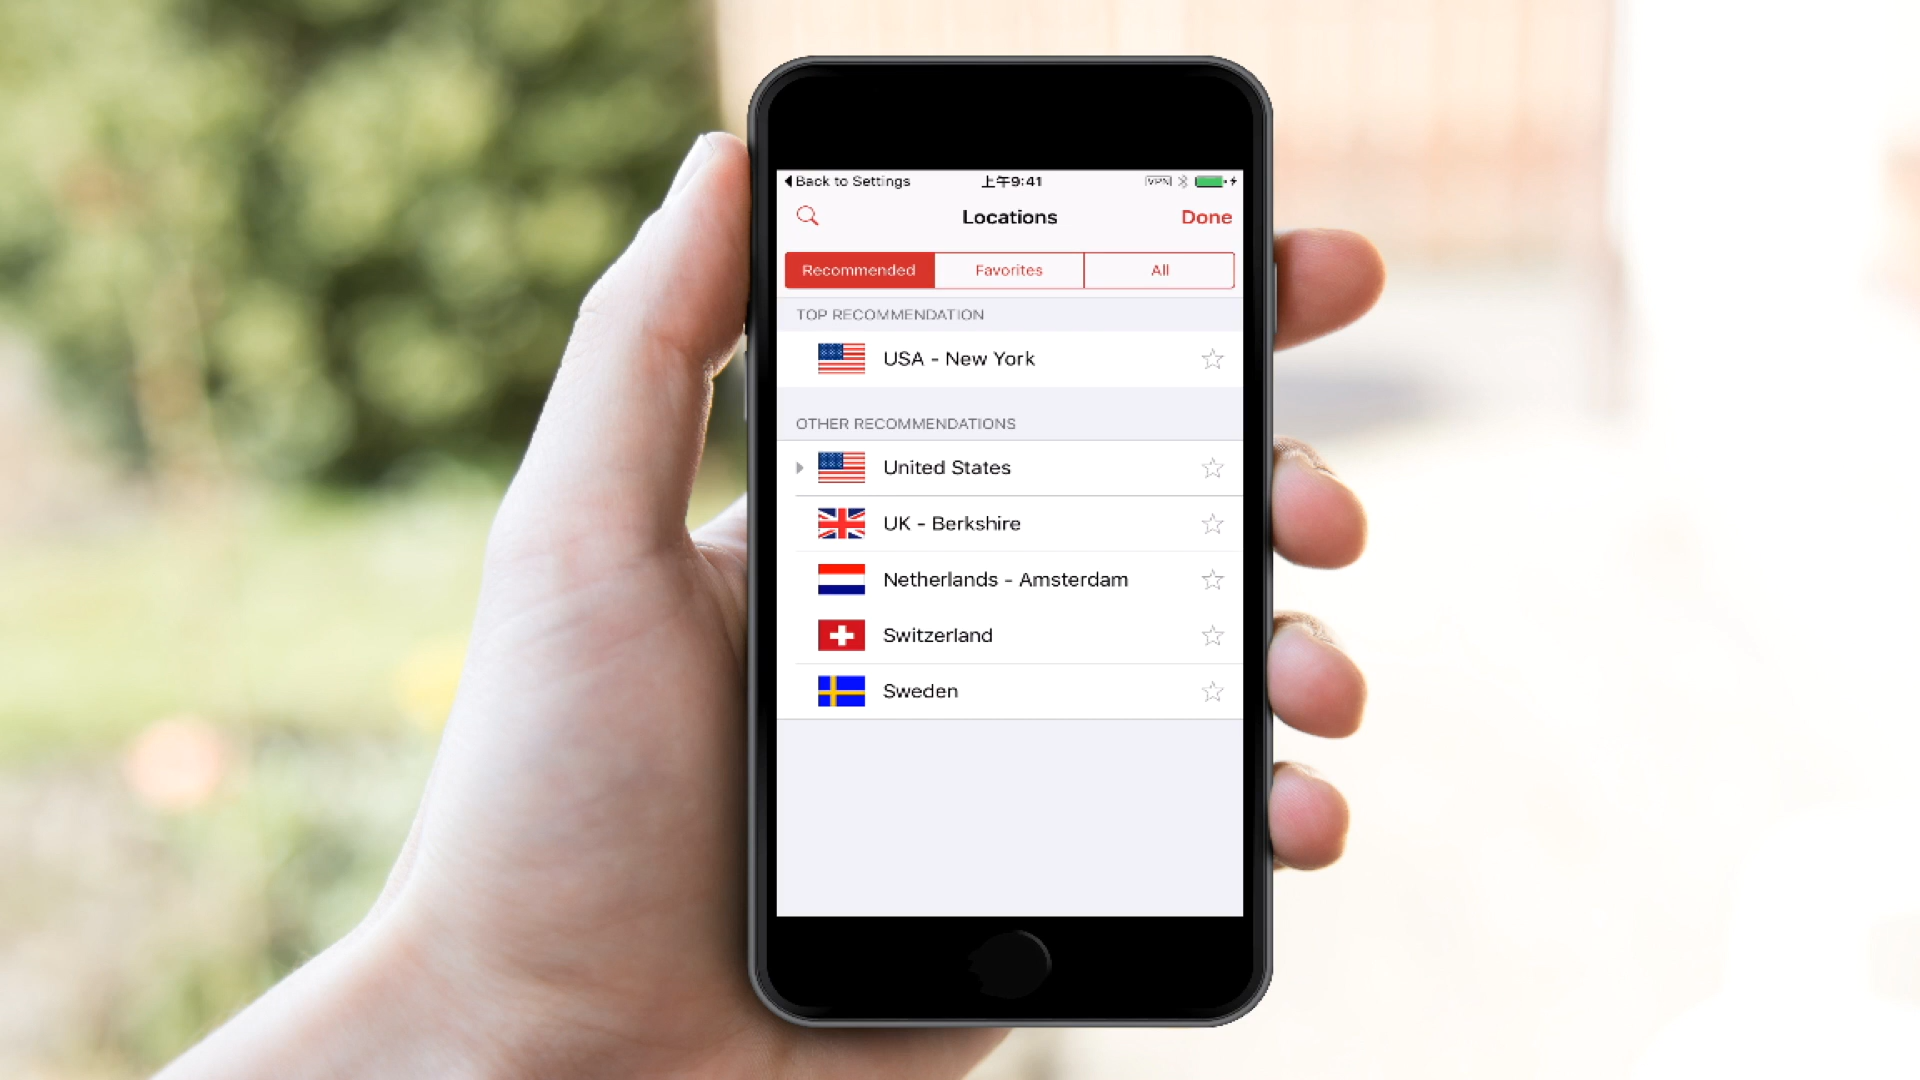 Back to Settings 上午9:41 VPN
Locations Done
Recommended Favorites All
TOP RECOMMENDATION
USA - New York
OTHER RECOMMENDATIONS
United States
UK - Berkshire
Netherlands - Amsterdam
Switzerland
Sweden